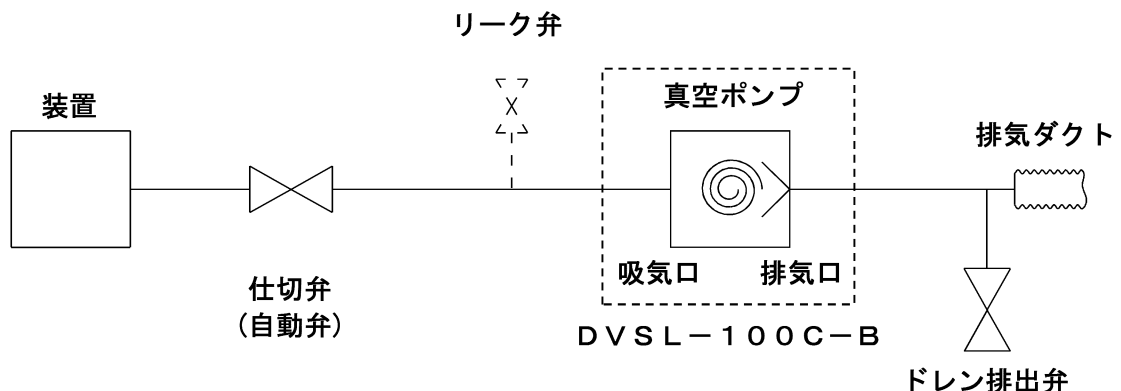 リーク弁
装置
真空ポンプ
排気ダクト
吸気口
排気口
仕切弁
(自動弁)
DVSL-100C-B
ドレン排出弁